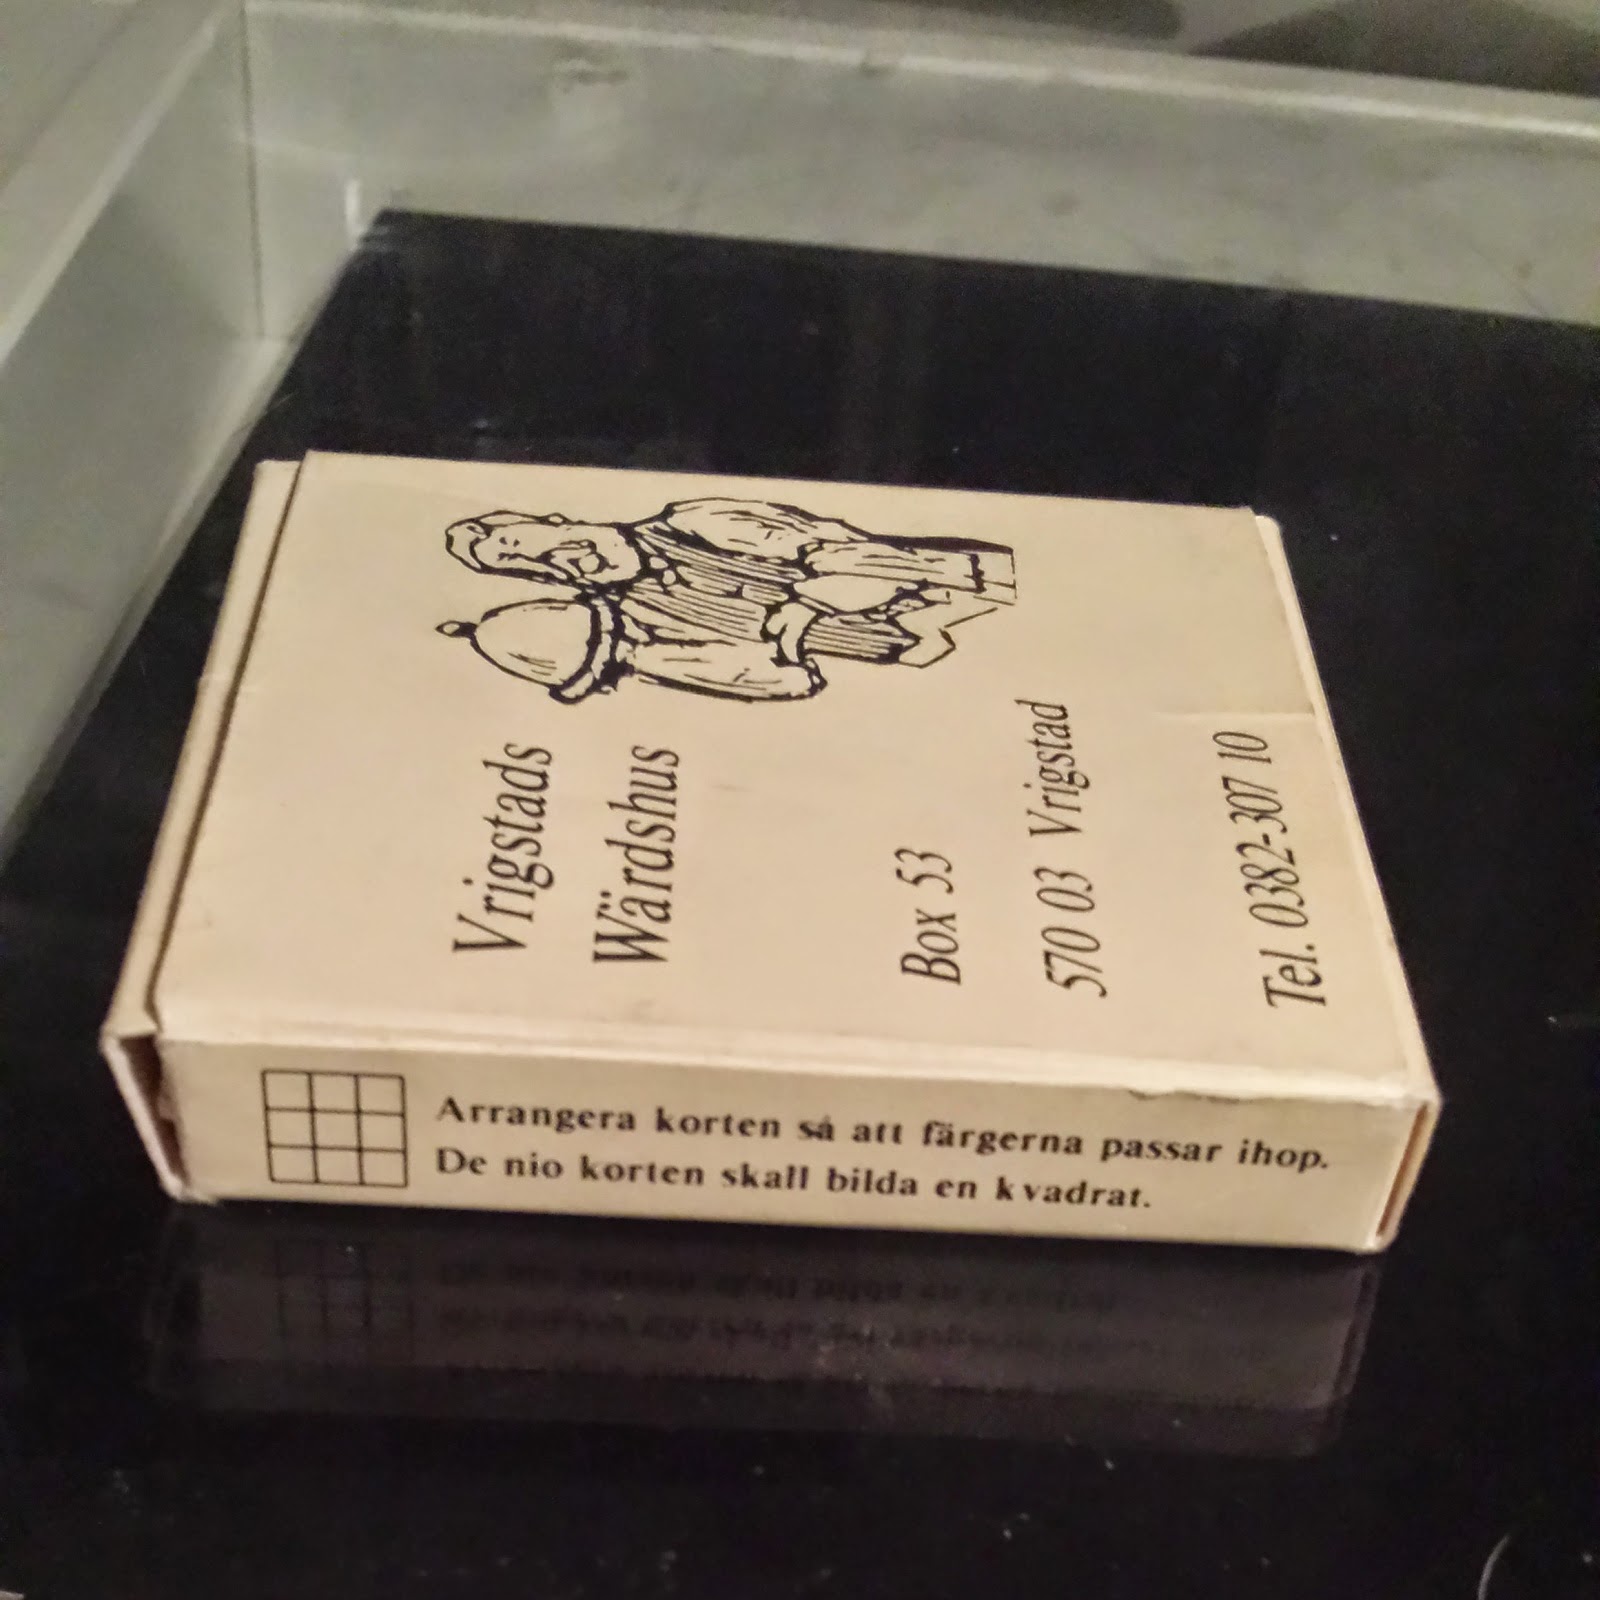 Vrigstads
Wärdshus
Box 53
570 03 Vrigstad
Tel. 0382-307 10
Arrangera korten så att färgerna passar ihop.
De nio korten skall bilda en kvadrat.